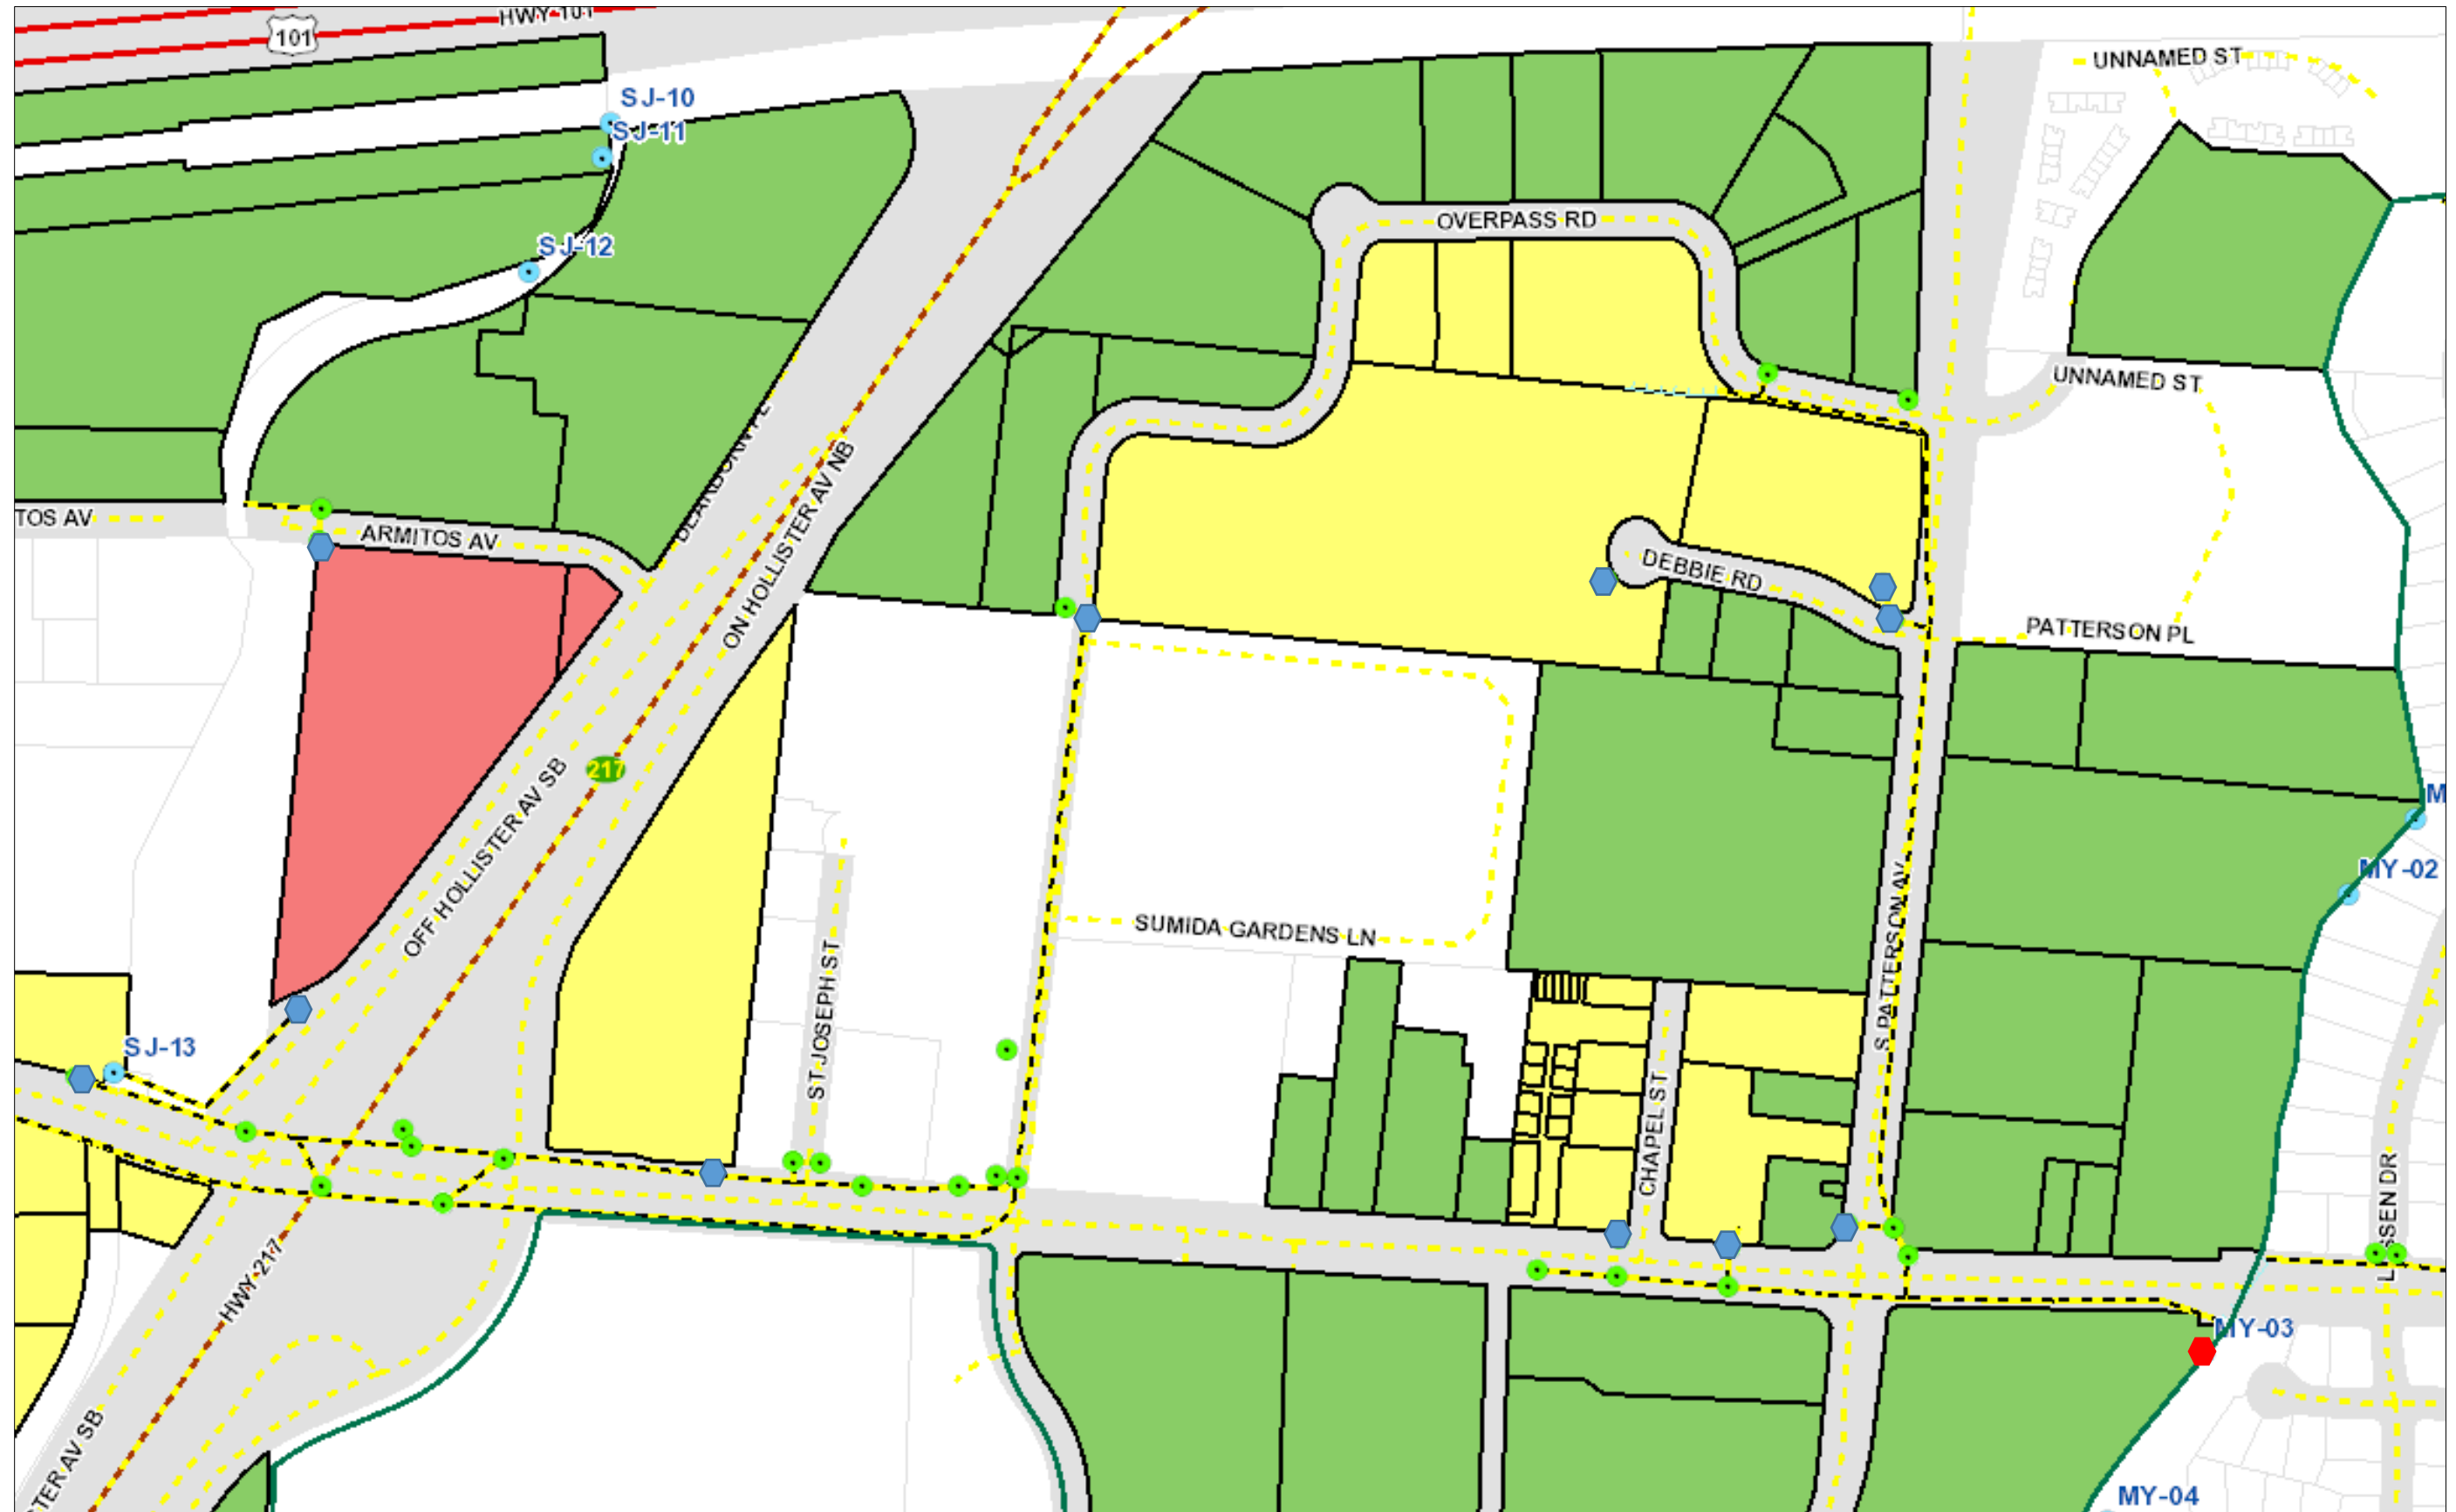 HWY 101
101
UNNAMED ST
SJ-10
SJ-11
OVERPASS RD
SJ-12
UNNAMED ST
TOS AV
ARMITOS AV
ON HOLLISTER AV NB
DEBBIE RD
PATTERSON PL
217
OFF HOLLISTER AV SB
M
MY-02
SUMIDA GARDENS LN
S PATTERSON AV
ST JOSEPH ST
SJ-13
CHAPEL ST
SSEN DR
HWY 217
MY-03
TER AV SB
MY-04